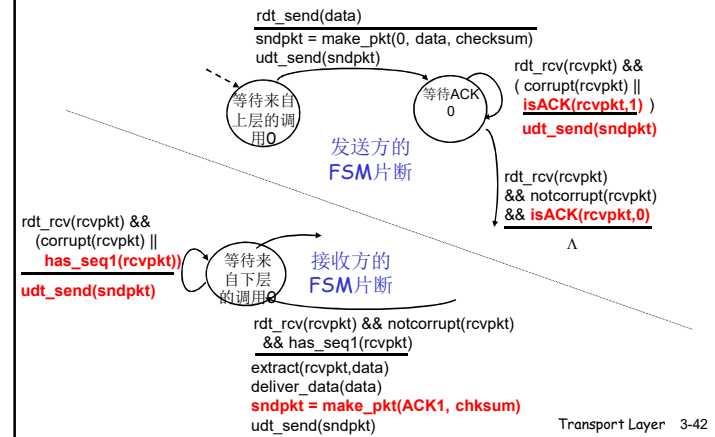 rdt_send(data)
sndpkt = make_pkt(0, data, checksum)
udt_send(sndpkt)
等待来自
上层的调
用0
等待ACK
0
rdt_rcv(rcvpkt) &&
( corrupt(rcvpkt) ||
isACK(rcvpkt,1) )
udt_send(sndpkt)
发送方的
FSM片断
rdt_rcv(rcvpkt)
&& notcorrupt(rcvpkt)
&& isACK(rcvpkt,0)
Λ
rdt_rcv(rcvpkt) &&
(corrupt(rcvpkt) ||
has_seq1(rcvpkt))
udt_send(sndpkt)
等待来
自下层
的调用0
接收方的
FSM片断
rdt_rcv(rcvpkt) && notcorrupt(rcvpkt)
&& has_seq1(rcvpkt)
extract(rcvpkt,data)
deliver_data(data)
sndpkt = make_pkt(ACK1, chksum)
udt_send(sndpkt)
Transport Layer 3-42